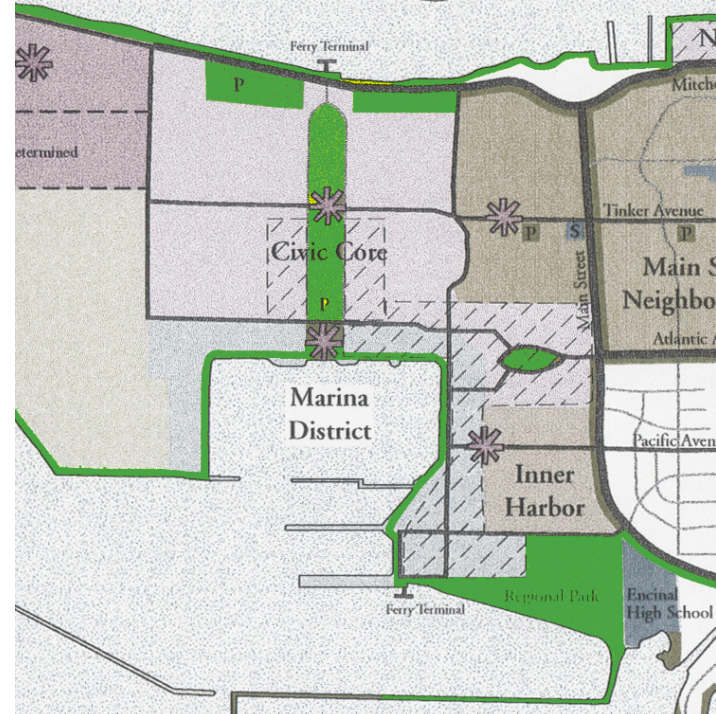 Ferry Terminal
N
P
Mitche
etermined
Tinker Avenue
P
S
P
Civic Core
Main Street
Main S
Neighbo
P
Atlantic A
Marina
District
Pacific Aven
Inner
Harbor
Regional Park
Encinal
High School
Ferry Terminal